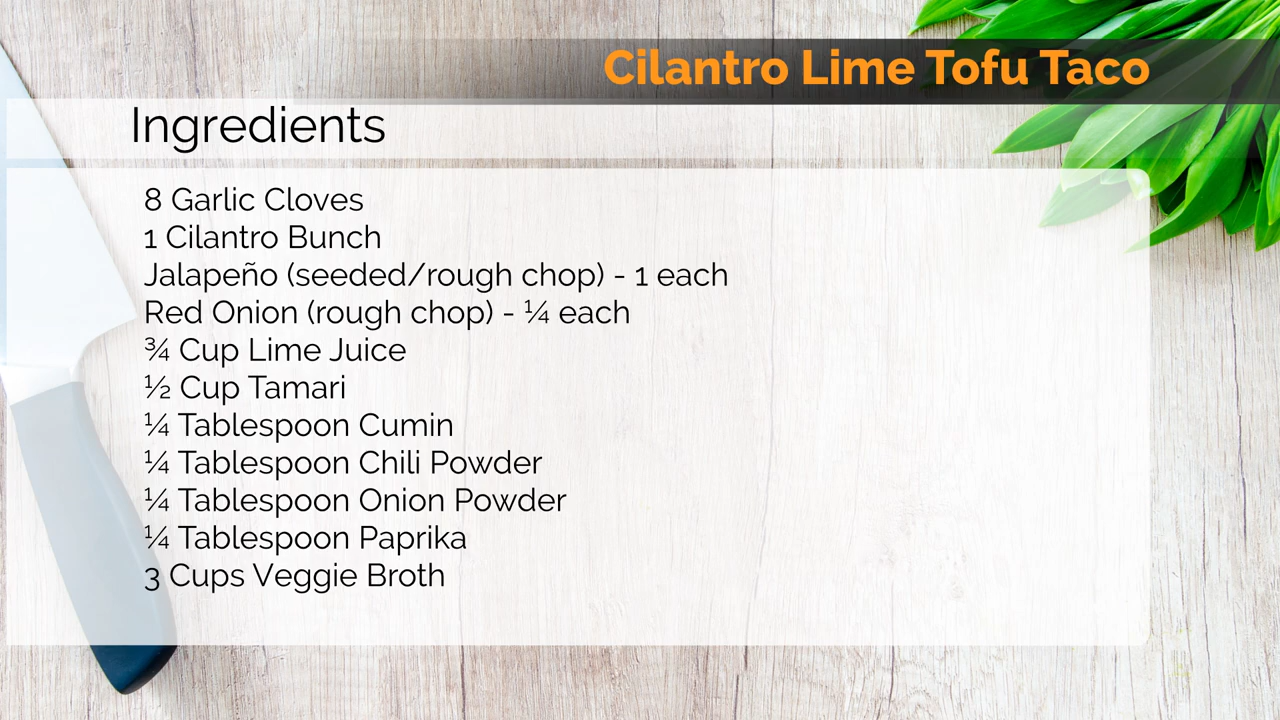 Cilantro Lime Tofu Taco
Ingredients
8 Garlic Cloves
1 Cilantro Bunch
Jalapeño (seeded/rough chop) - 1 each
Red Onion (rough chop) - ¼ each
¾ Cup Lime Juice
½ Cup Tamari
¼ Tablespoon Cumin
¼ Tablespoon Chili Powder
¼ Tablespoon Onion Powder
¼ Tablespoon Paprika
3 Cups Veggie Broth